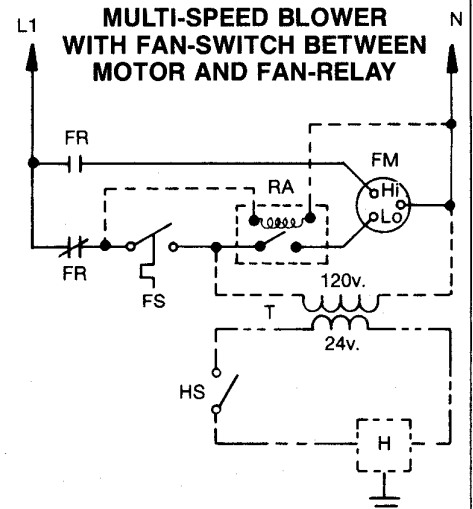 MULTI-SPEED BLOWER
WITH FAN-SWITCH BETWEEN
MOTOR AND FAN-RELAY
L1
N
FR
FM
RA
Hi
Lo
FR
FS
120v.
T
24v.
HS
H